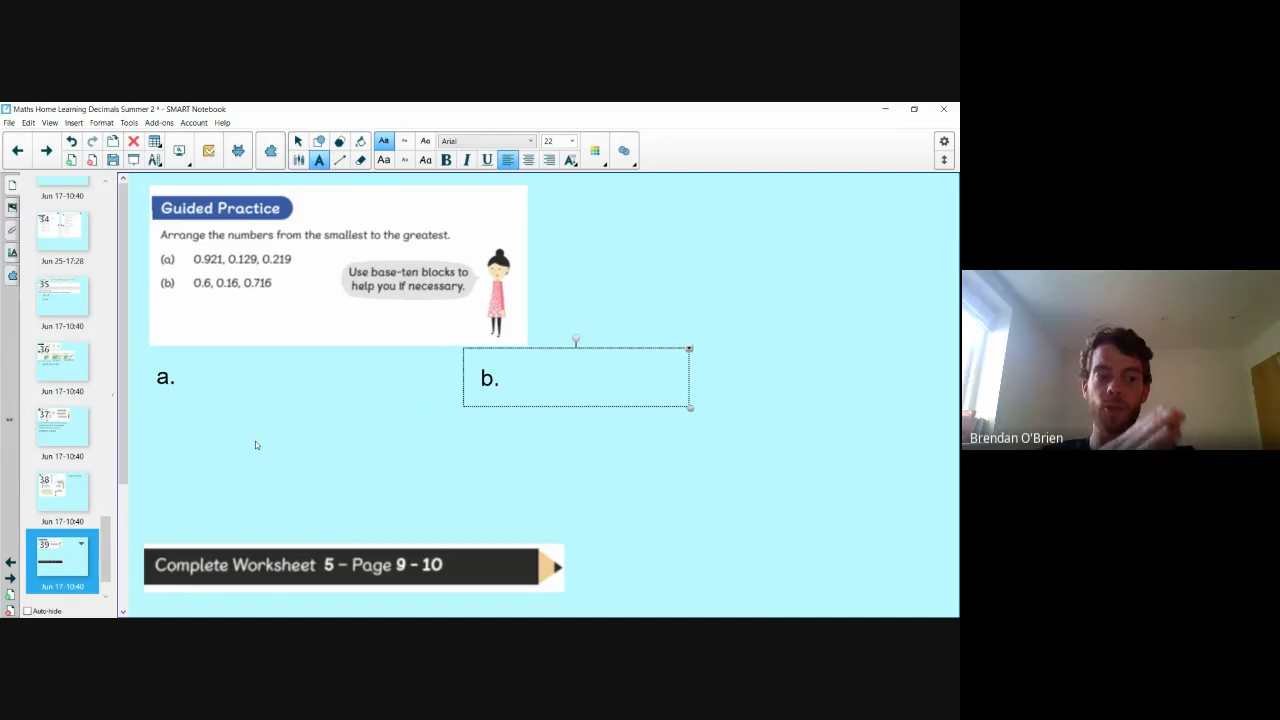 Maths Home Learning Decimals Summer 2 * - SMART Notebook
File Edit View Insert Format Tools Add-ons Account Help
Arial 22
B I U
Jun 17-10:40
34
Jun 25-17:28
35
Jun 17-10:40
36
Jun 17-10:40
37
Jun 17-10:40
38
Jun 17-10:40
39
Jun 17-10:40
Auto-hide
Guided Practice
Arrange the numbers from the smallest to the greatest.
(a) 0.921, 0.129, 0.219
(b) 0.6, 0.16, 0.716
Use base-ten blocks to
help you if necessary.
a.
b.
Complete Worksheet 5 – Page 9 - 10
Brendan O'Brien